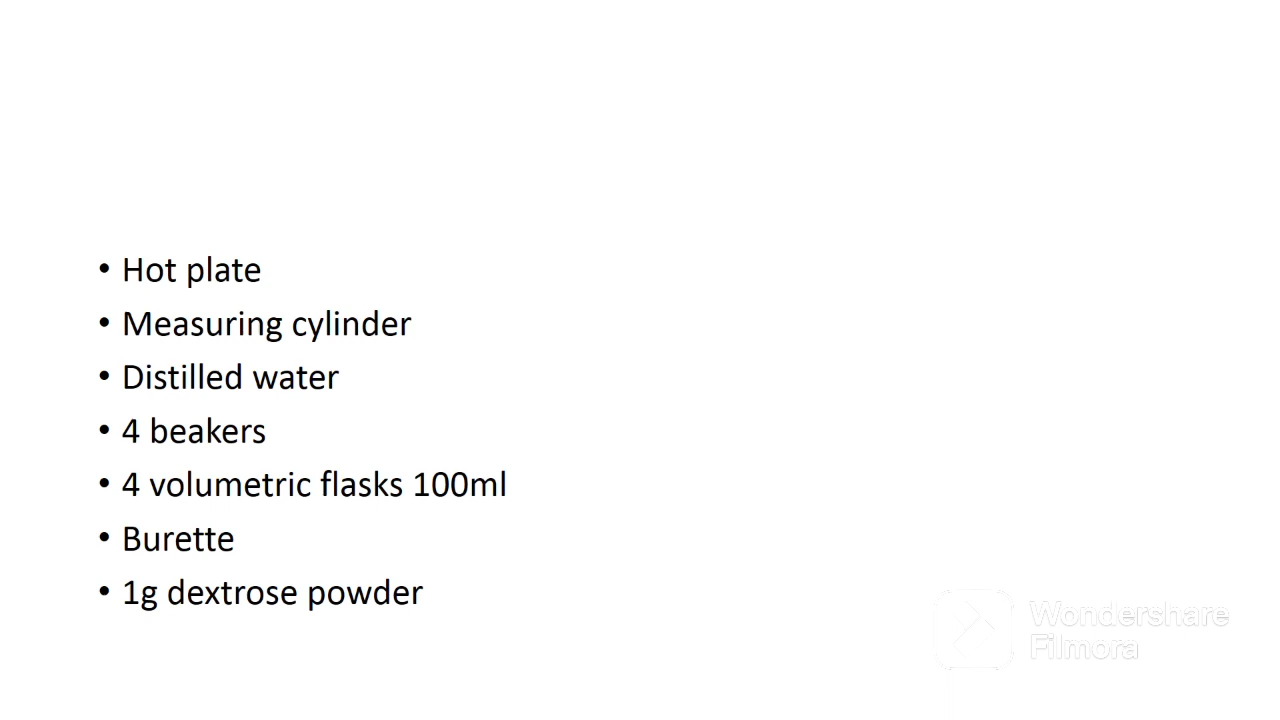 • Hot plate
• Measuring cylinder
• Distilled water
• 4 beakers
• 4 volumetric flasks 100ml
• Burette
• 1g dextrose powder
Wondershare
Filmora